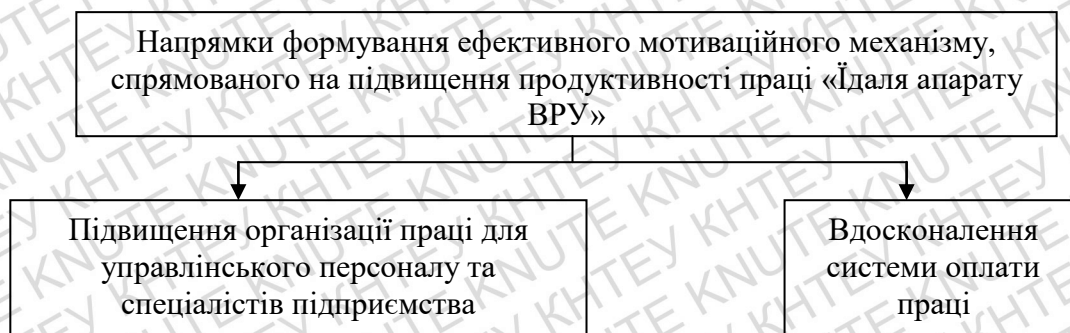 Напрямки формування ефективного мотиваційного механізму,
спрямованого на підвищення продуктивності праці «Їдаля апарату
ВРУ»
Підвищення організації праці для
управлінського персоналу та
спеціалістів підприємства
Вдосконалення
системи оплати
праці